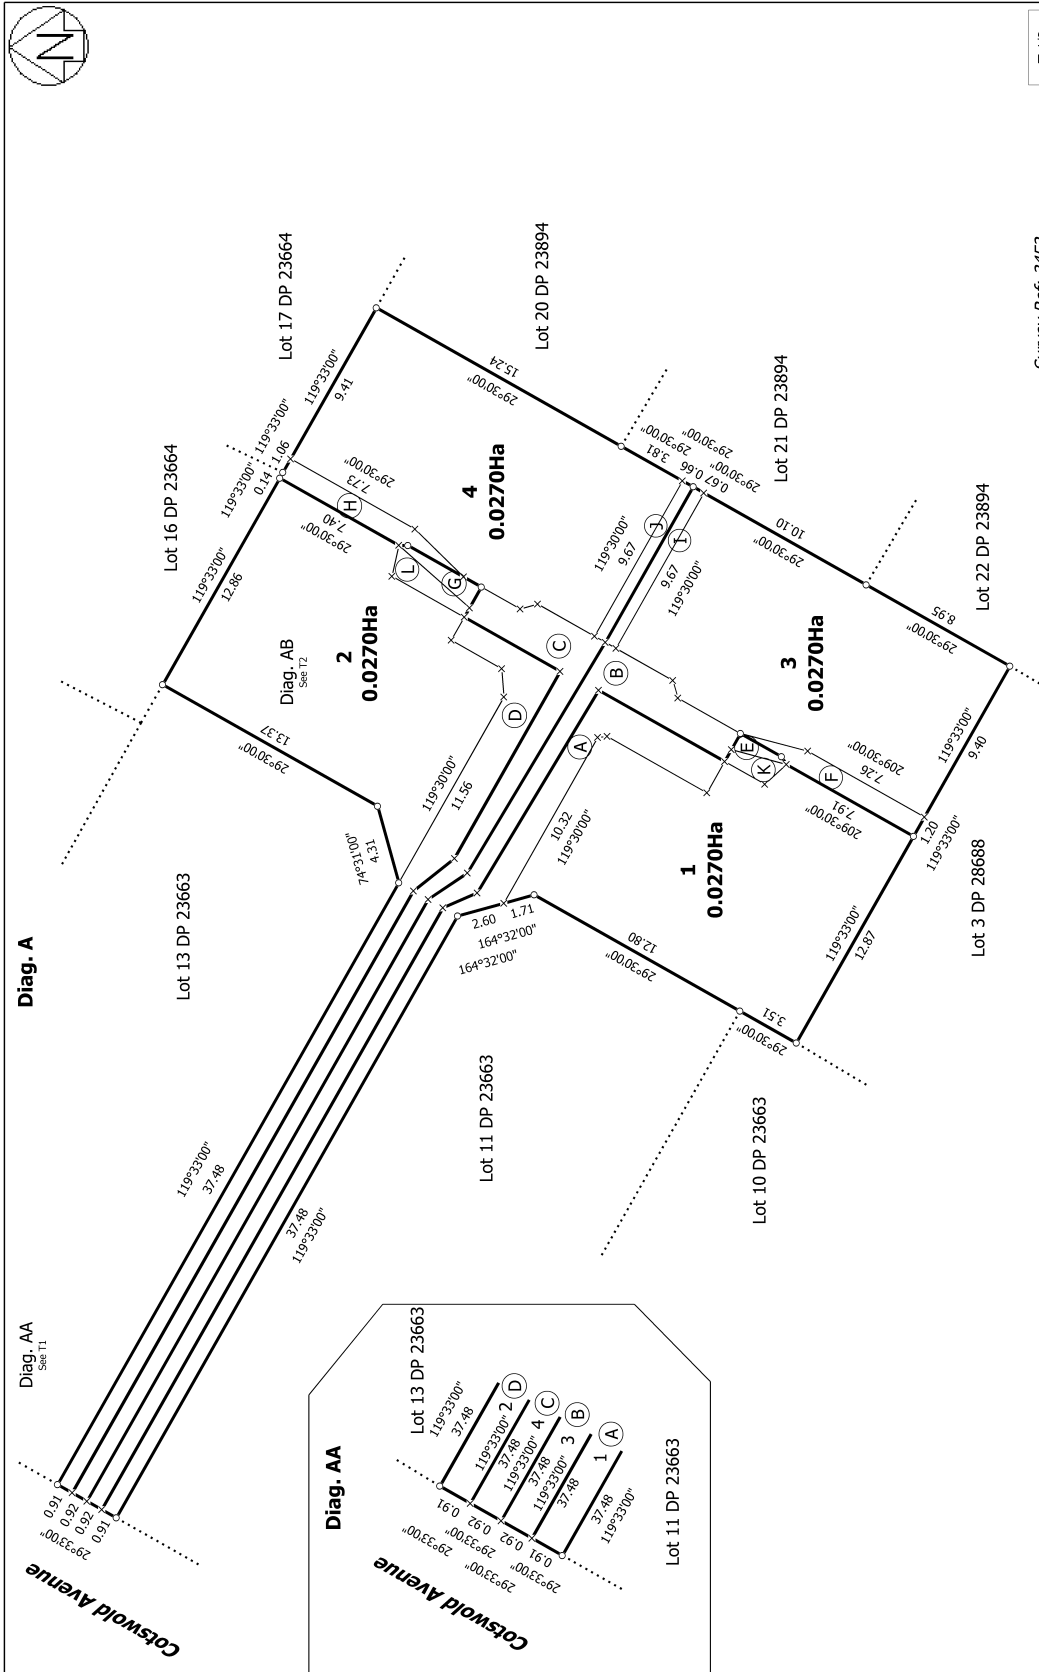 N
Diag. A
Diag. AA
See T1
Cotswold Avenue
0.91
0.92
0.92
0.91
29°33'00"
119°33'00"
37.48
37.48
119°33'00"
Lot 13 DP 23663
Lot 11 DP 23663
Lot 10 DP 23663
Lot 16 DP 23664
Lot 17 DP 23664
Lot 20 DP 23894
Lot 21 DP 23894
Lot 22 DP 23894
Lot 3 DP 28688
74°31'00"
4.31
13.37
29°30'00"
119°33'00"
12.86
119°33'00"
0.14
119°33'00"
1.06
119°33'00"
9.41
15.24
29°30'00"
3.81
29°30'00"
0.66
29°30'00"
0.67
29°30'00"
10.10
29°30'00"
8.95
29°30'00"
119°33'00"
9.40
1.20
119°33'00"
119°33'00"
12.87
3.51
29°30'00"
12.80
29°30'00"
2.60
1.71
164°32'00"
164°32'00"
Diag. AB
See T2
2
0.0270Ha
4
0.0270Ha
1
0.0270Ha
3
0.0270Ha
119°30'00"
11.56
10.32
119°30'00"
H
7.40
29°30'00"
7.73
29°30'00"
L
G
C
D
B
A
119°30'00"
9.67
J
I
9.67
119°30'00"
E
K
F
7.91
209°30'00"
7.26
209°30'00"
Diag. AA
Cotswold Avenue
Lot 13 DP 23663
Lot 11 DP 23663
0.91
0.92
0.92
0.91
29°33'00"
29°33'00"
29°33'00"
29°33'00"
119°33'00"
37.48
119°33'00" 2 D
37.48
119°33'00" 4 C
37.48
119°33'00" 3 B
37.48
1 A
37.48
119°33'00"